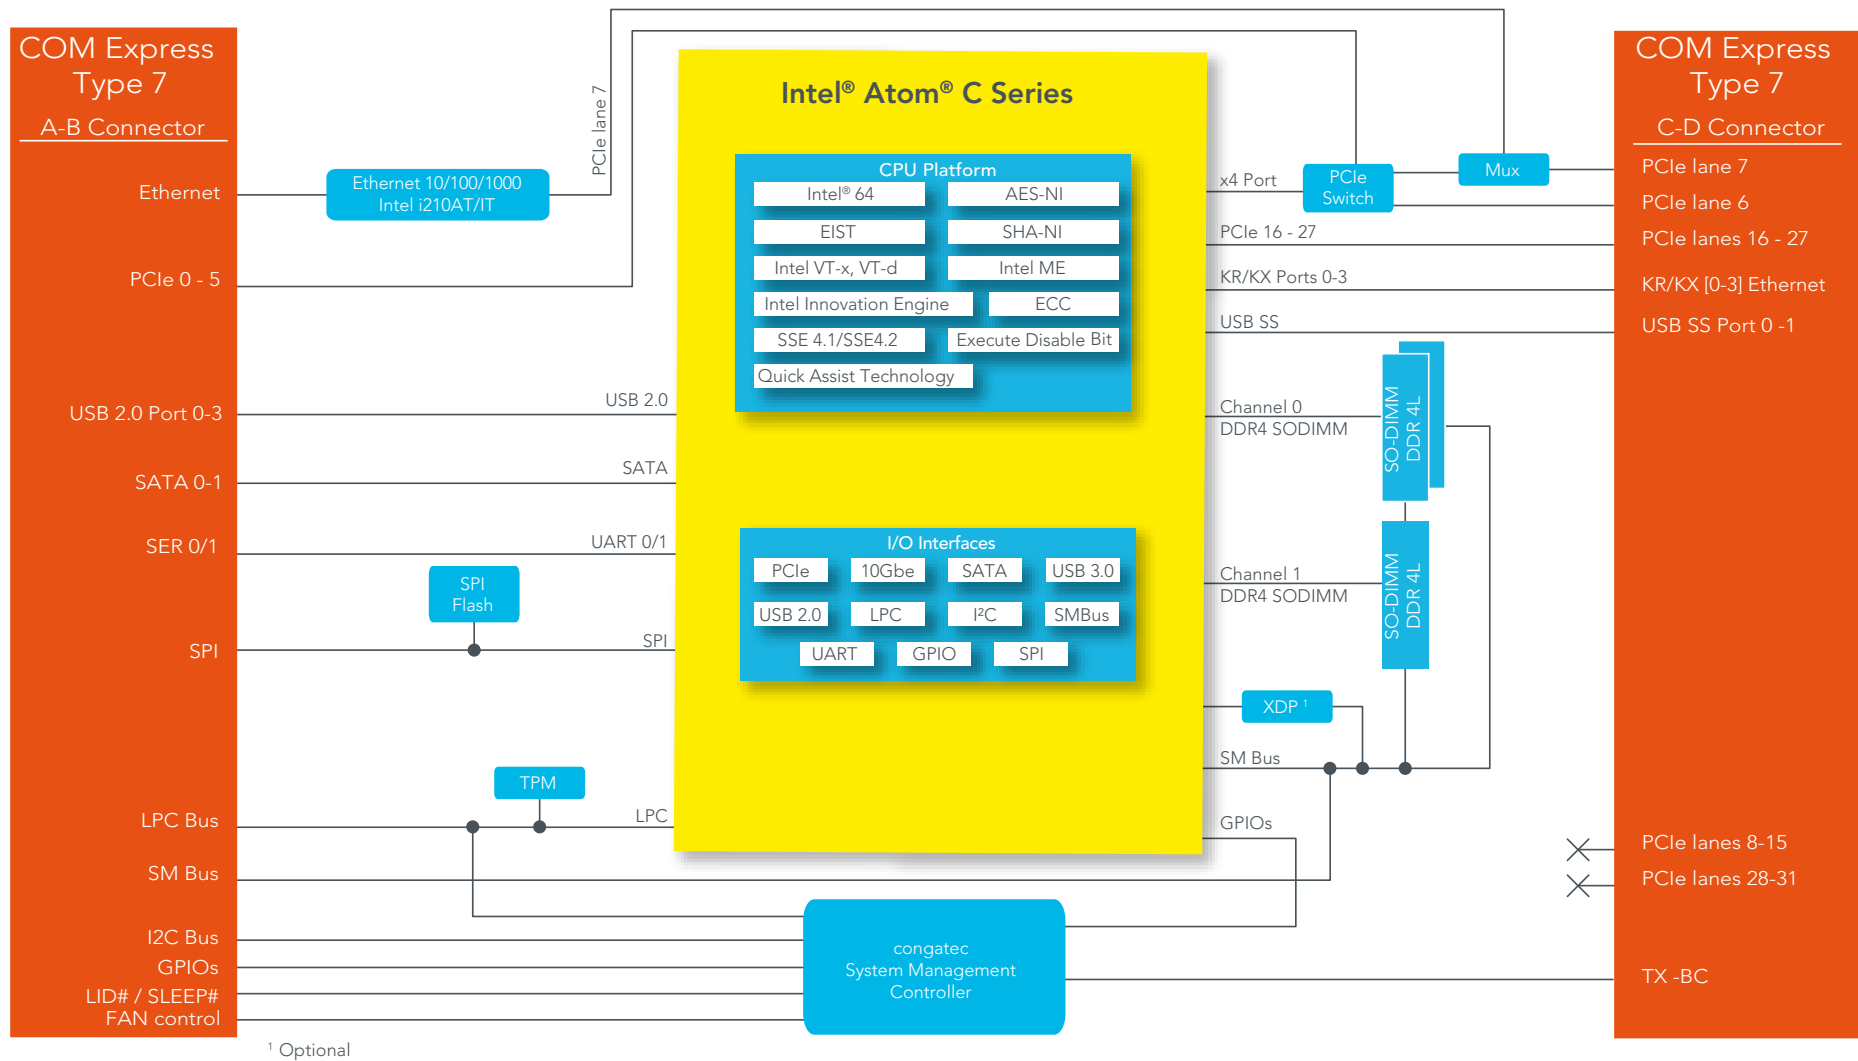 COM Express
Type 7
A-B Connector
Ethernet
PCIe 0 - 5
USB 2.0 Port 0-3
SATA 0-1
SER 0/1
SPI
LPC Bus
SM Bus
I2C Bus
GPIOs
LID# / SLEEP#
FAN control
Ethernet 10/100/1000
Intel i210AT/IT
PCIe lane 7
USB 2.0
SATA
UART 0/1
SPI
Flash
SPI
TPM
LPC
Intel® Atom® C Series
CPU Platform
Intel® 64
AES-NI
EIST
SHA-NI
Intel VT-x, VT-d
Intel ME
Intel Innovation Engine
ECC
SSE 4.1/SSE4.2
Execute Disable Bit
Quick Assist Technology
I/O Interfaces
PCIe
10Gbe
SATA
USB 3.0
USB 2.0
LPC
I²C
SMBus
UART
GPIO
SPI
congatec
System Management
Controller
x4 Port
PCIe
Switch
Mux
PCIe 16 - 27
KR/KX Ports 0-3
USB SS
Channel 0
DDR4 SODIMM
SO-DIMM
DDR 4L
Channel 1
DDR4 SODIMM
SO-DIMM
DDR 4L
XDP ¹
SM Bus
GPIOs
COM Express
Type 7
C-D Connector
PCIe lane 7
PCIe lane 6
PCIe lanes 16 - 27
KR/KX [0-3] Ethernet
USB SS Port 0 -1
PCIe lanes 8-15
PCIe lanes 28-31
TX -BC
¹ Optional